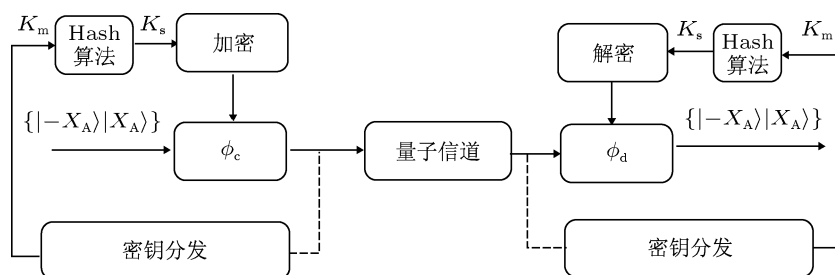 K_m
Hash
算法
K_s
加密
解密
K_s
Hash
算法
K_m
{|−X_A⟩|X_A⟩}
ϕ_c
量子信道
ϕ_d
{|−X_A⟩|X_A⟩}
密钥分发
密钥分发